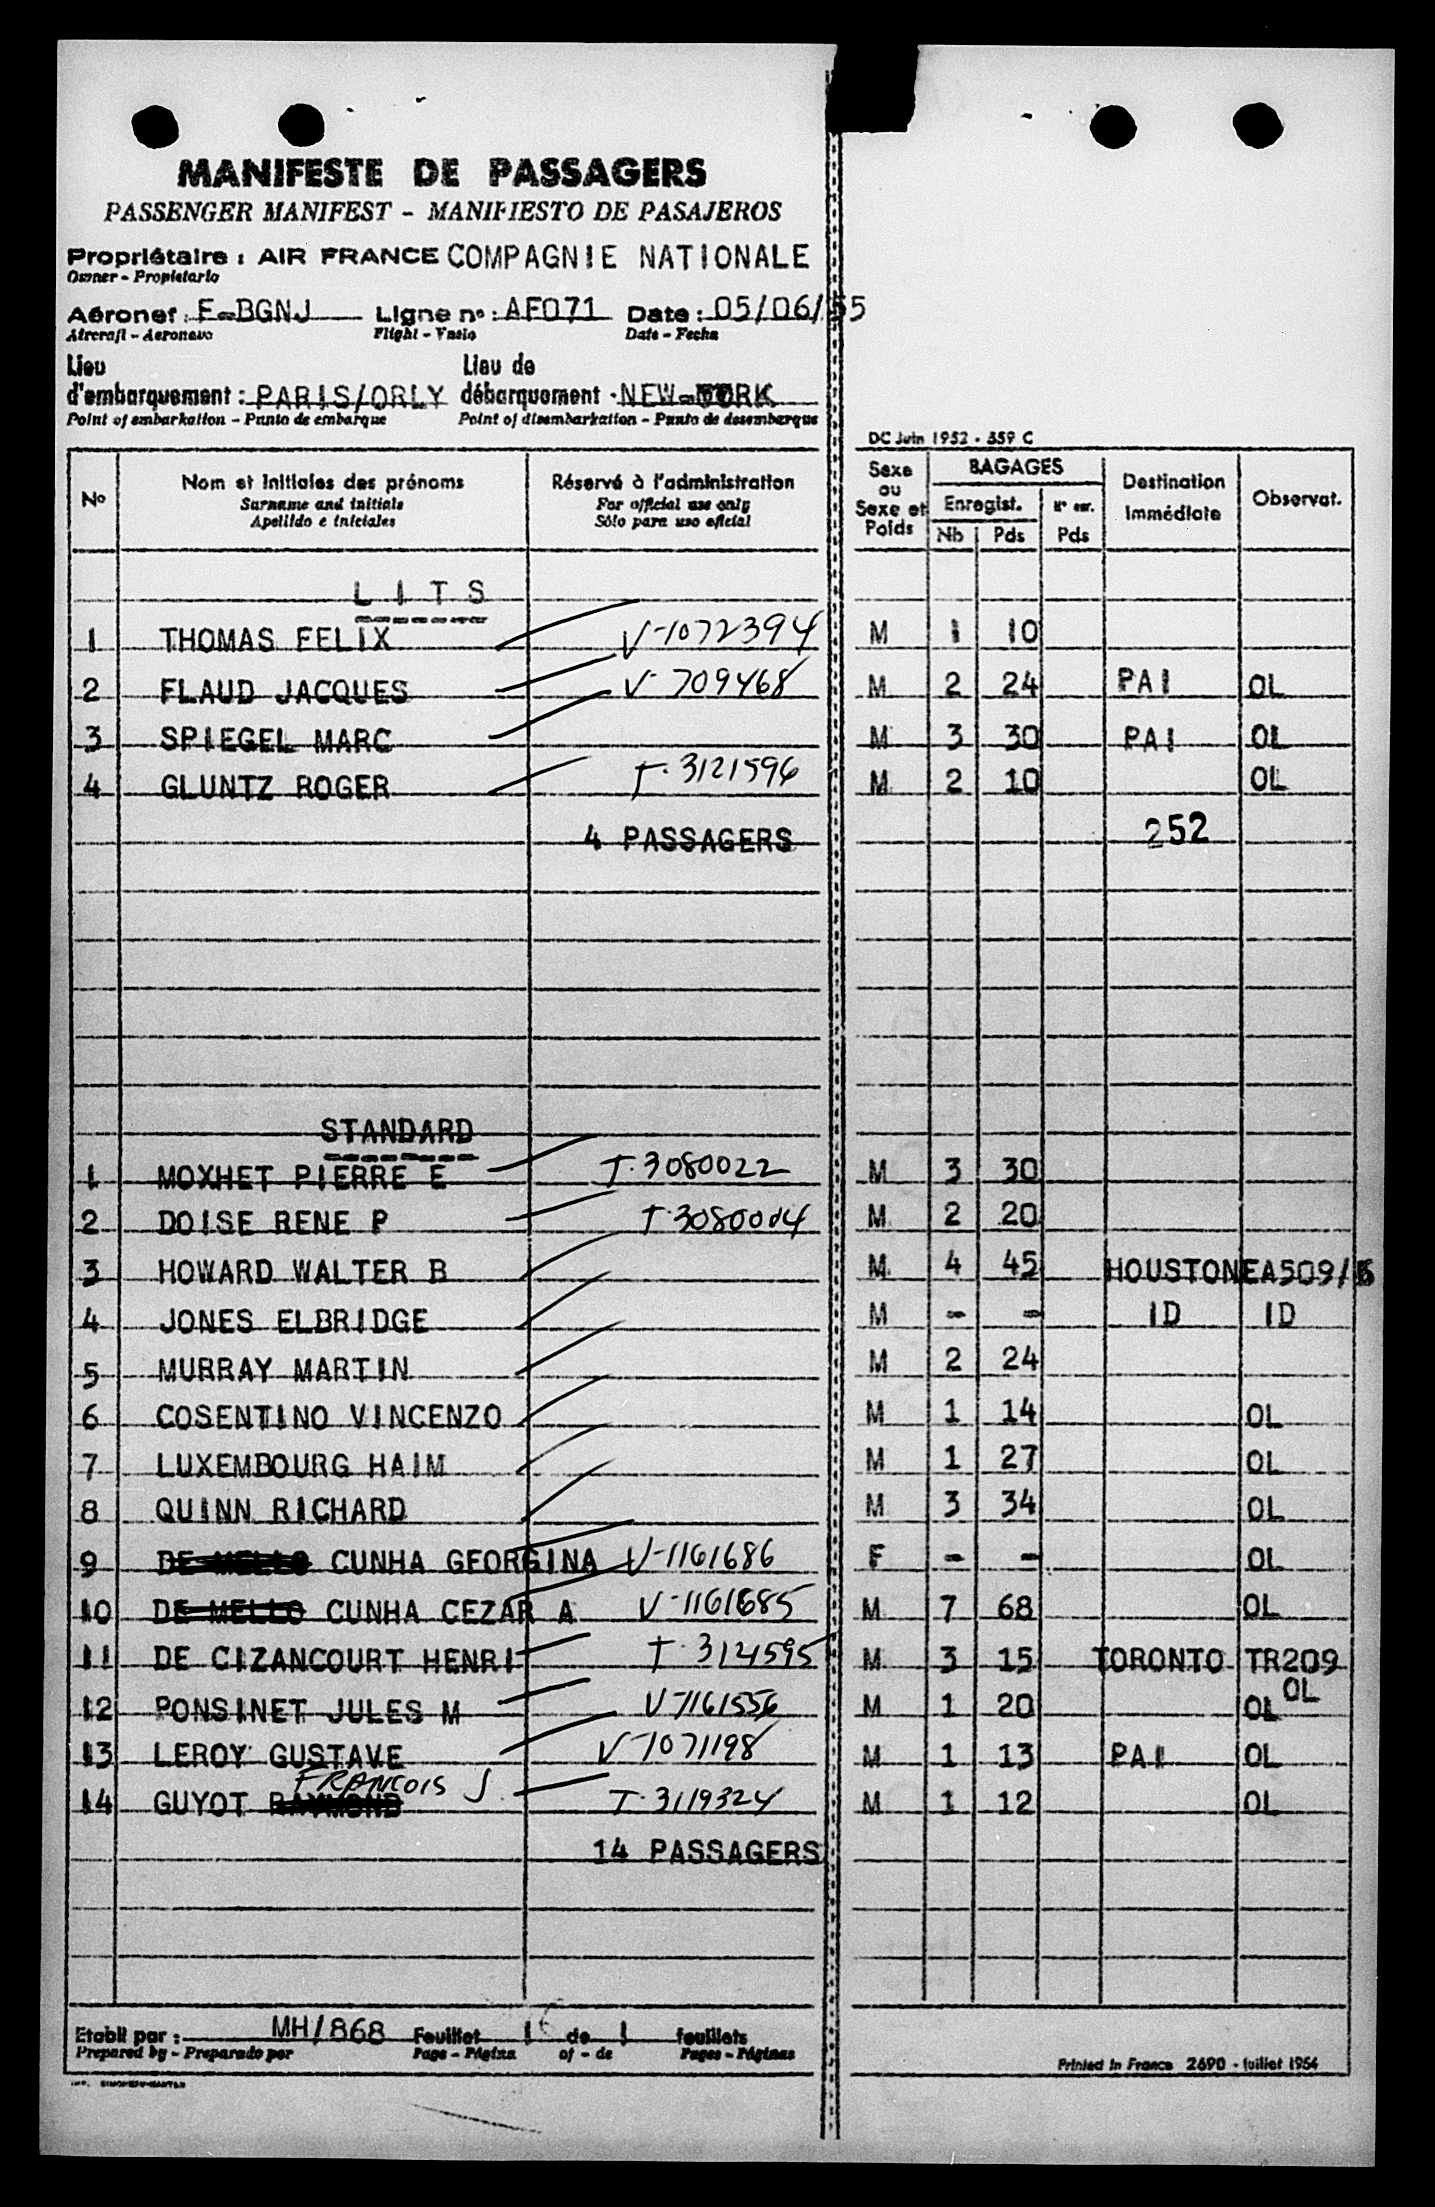 MANIFESTE DE PASSAGERS
PASSENGER MANIFEST - MANIFIESTO DE PASAJEROS
Propriétaire : AIR FRANCE COMPAGNIE NATIONALE
Owner - Propietario
Aéronef : F-BGNJ Ligne n° : AF071 Date : 05/06/55
Aircraft - Aeronave Flight - Vuelo Date - Fecha
Lieu d'embarquement : PARIS/ORLY Lieu de débarquement : NEW-YORK
Point of embarkation - Punto de embarque Point of disembarkation - Punto de desembarque
DC Juin 1952 - 359 C
N° Nom et initiales des prénoms Réservé à l'administration Sexe ou Sexe et Poids BAGAGES Destination immédiate Observat.
Surname and initials For official use only Enregist. N° enr.
Apellido e iniciales Sólo para uso oficial Nb Pds Pds
LITS
1 THOMAS FELIX V-1072394 M 1 10
2 FLAUD JACQUES V-709468 M 2 24 PAI OL
3 SPIEGEL MARC M 3 30 PAI OL
4 GLUNTZ ROGER T-3121596 M 2 10 OL
4 PASSAGERS 252
STANDARD
1 MOXHET PIERRE E T-3080022 M 3 30
2 DOISE RENE P T-3080004 M 2 20
3 HOWARD WALTER B M 4 45 HOUSTON EA509/
4 JONES ELBRIDGE M - - ID ID
5 MURRAY MARTIN M 2 24
6 COSENTINO VINCENZO M 1 14 OL
7 LUXEMBOURG HAIM M 1 27 OL
8 QUINN RICHARD M 3 34 OL
9 DE MELLO CUNHA GEORGINA V-1161686 F - - OL
10 DE MELLO CUNHA CEZAR A V-1161685 M 7 68 OL
11 DE CIZANCOURT HENRI T-3124595 M 3 15 TORONTO TR209
12 PONSINET JULES M V-1161556 M 1 20 OL OL
13 LEROY GUSTAVE V-1071198 M 1 13 PAI OL
FRANCOIS J
14 GUYOT RAYMOND T-3119324 M 1 12 OL
14 PASSAGERS
Etabli par : MH/868 Feuillet 1 de 1 feuillets
Prepared by - Preparado por Page - Página of - de Pages - Páginas
Printed in France 2690 - Juillet 1954